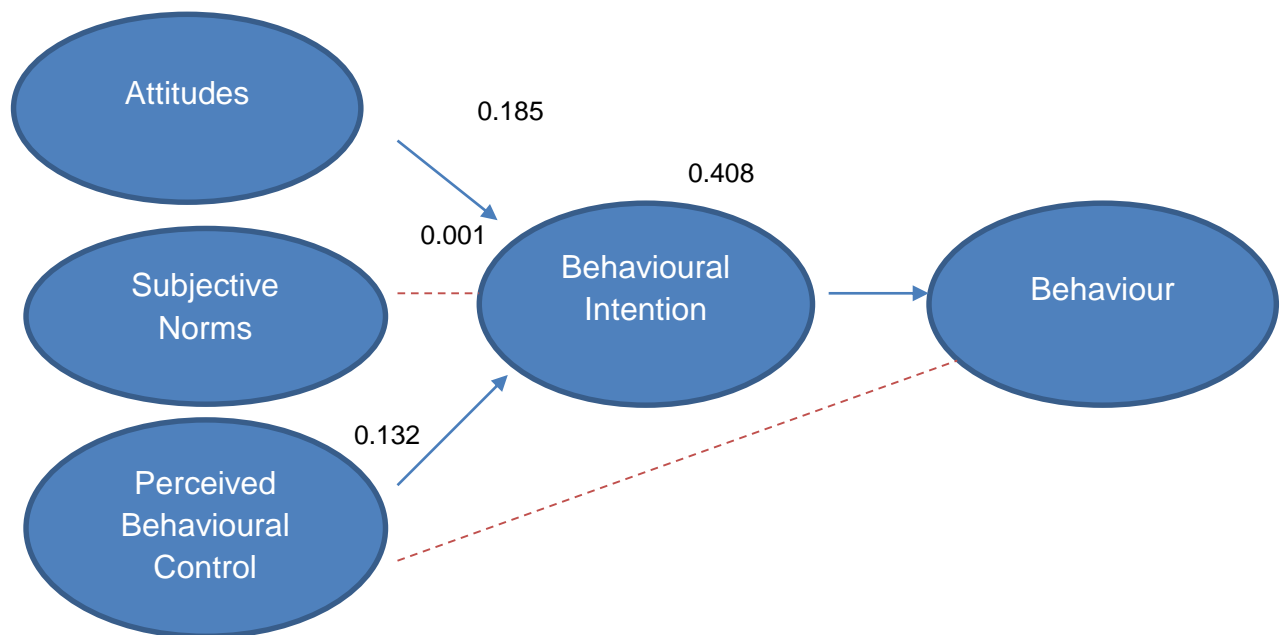 Attitudes
0.185
0.408
0.001
Subjective
Norms
Behavioural
Intention
Behaviour
0.132
Perceived
Behavioural
Control